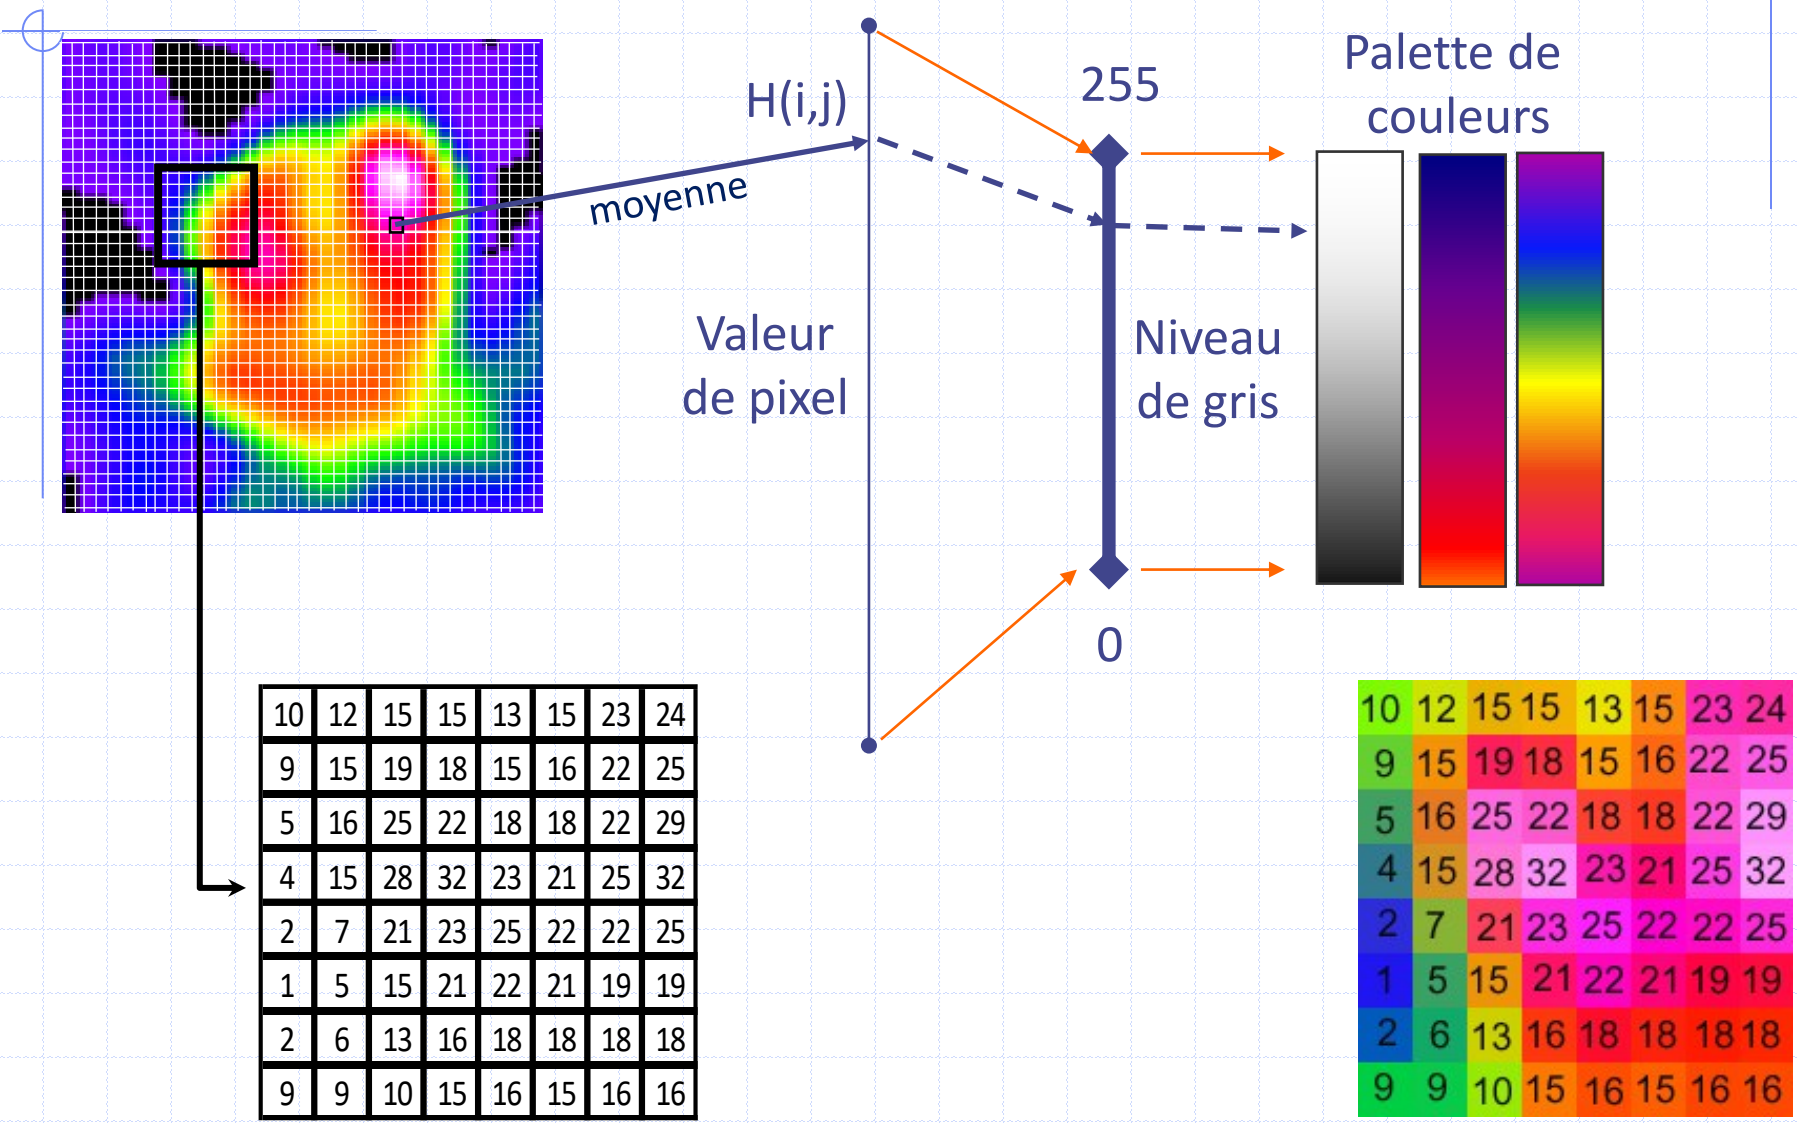 Palette de
couleurs
255
H(i,j)
moyenne
Valeur
de pixel
Niveau
de gris
0
10 12 15 15 13 15 23 24
9 15 19 18 15 16 22 25
5 16 25 22 18 18 22 29
4 15 28 32 23 21 25 32
2 7 21 23 25 22 22 25
1 5 15 21 22 21 19 19
2 6 13 16 18 18 18 18
9 9 10 15 16 15 16 16
10 12 15 15 13 15 23 24
9 15 19 18 15 16 22 25
5 16 25 22 18 18 22 29
4 15 28 32 23 21 25 32
2 7 21 23 25 22 22 25
1 5 15 21 22 21 19 19
2 6 13 16 18 18 18 18
9 9 10 15 16 15 16 16